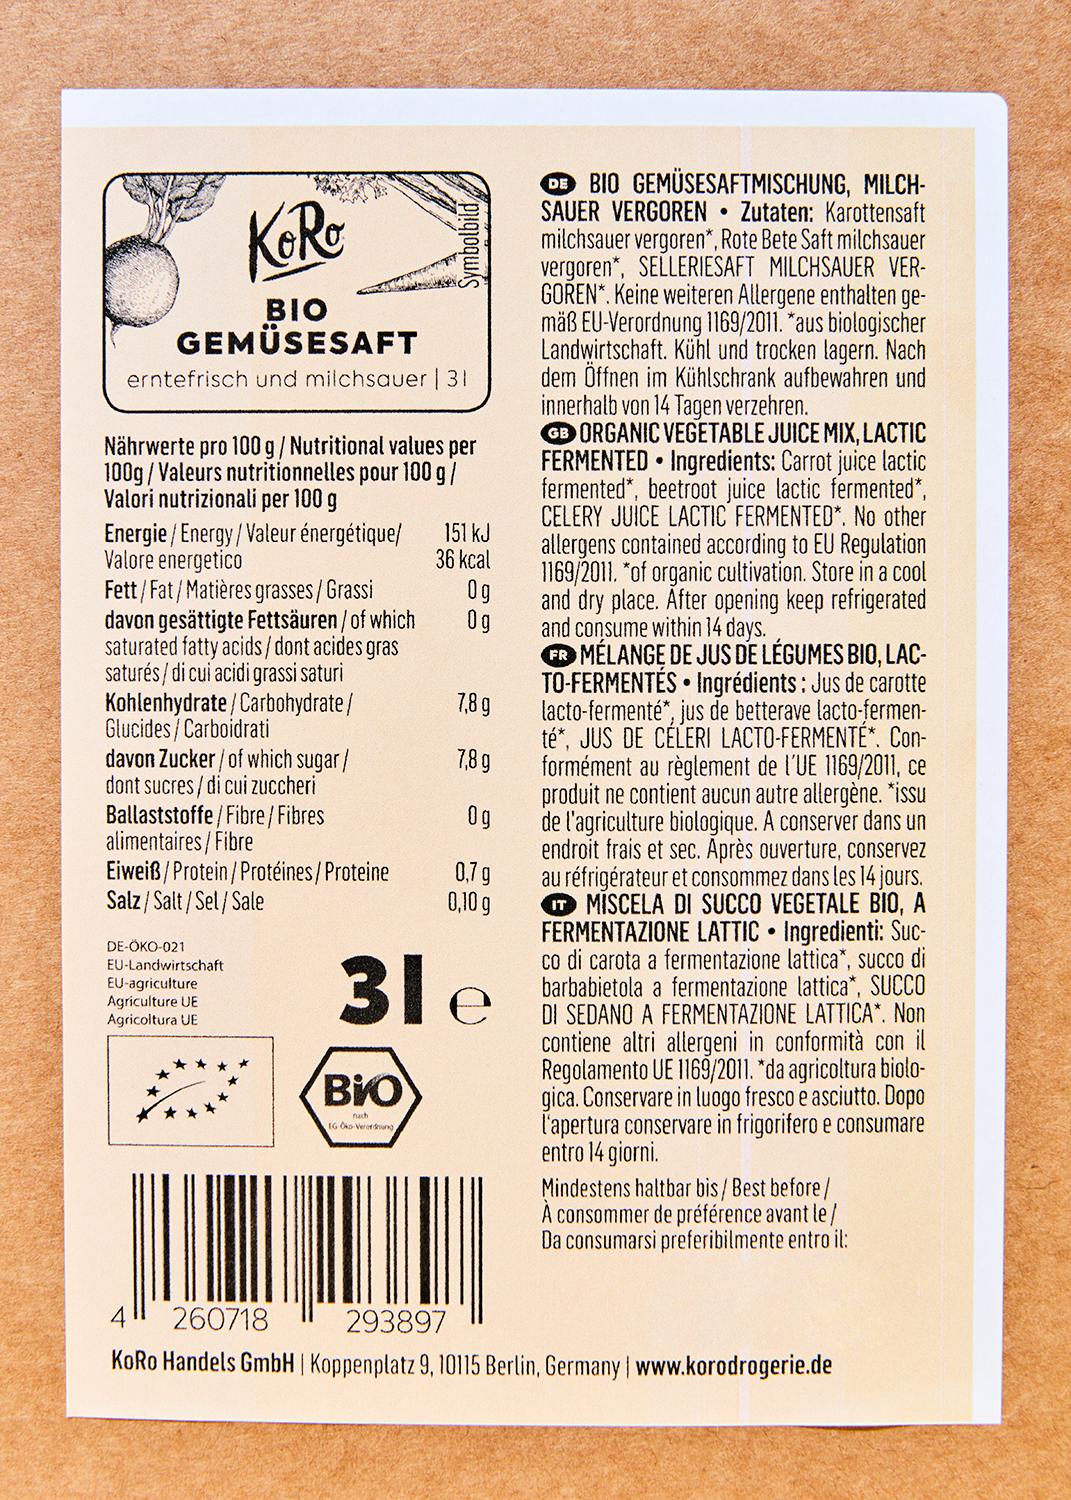 KoRo
Symbolbild
BIO
GEMÜSESAFT
erntefrisch und milchsauer | 3l
Nährwerte pro 100 g / Nutritional values per
100g / Valeurs nutritionnelles pour 100 g /
Valori nutrizionali per 100 g
Energie / Energy / Valeur énergétique/ 151 kJ
Valore energetico 36 kcal
Fett / Fat / Matières grasses / Grassi 0 g
davon gesättigte Fettsäuren / of which 0 g
saturated fatty acids / dont acides gras
saturés / di cui acidi grassi saturi
Kohlenhydrate / Carbohydrate / 7,8 g
Glucides / Carboidrati
davon Zucker / of which sugar / 7,8 g
dont sucres / di cui zuccheri
Ballaststoffe / Fibre / Fibres 0 g
alimentaires / Fibre
Eiweiß / Protein / Protéines / Proteine 0,7 g
Salz / Salt / Sel / Sale 0,10 g
DE-ÖKO-021
EU-Landwirtschaft
EU-agriculture
Agriculture UE
Agricoltura UE
3l ℮
Bio
nach
EG-Öko-Verordnung
4 260718 293897
DE BIO GEMÜSESAFTMISCHUNG, MILCH-
SAUER VERGOREN • Zutaten: Karottensaft
milchsauer vergoren*, Rote Bete Saft milchsauer
vergoren*, SELLERIESAFT MILCHSAUER VER-
GOREN*. Keine weiteren Allergene enthalten ge-
mäß EU-Verordnung 1169/2011. *aus biologischer
Landwirtschaft. Kühl und trocken lagern. Nach
dem Öffnen im Kühlschrank aufbewahren und
innerhalb von 14 Tagen verzehren.
GB ORGANIC VEGETABLE JUICE MIX, LACTIC
FERMENTED • Ingredients: Carrot juice lactic
fermented*, beetroot juice lactic fermented*,
CELERY JUICE LACTIC FERMENTED*. No other
allergens contained according to EU Regulation
1169/2011. *of organic cultivation. Store in a cool
and dry place. After opening keep refrigerated
and consume within 14 days.
FR MÉLANGE DE JUS DE LÉGUMES BIO, LAC-
TO-FERMENTÉS • Ingrédients : Jus de carotte
lacto-fermenté*, jus de betterave lacto-fermen-
té*, JUS DE CÉLERI LACTO-FERMENTÉ*. Con-
formément au règlement de l'UE 1169/2011, ce
produit ne contient aucun autre allergène. *issu
de l'agriculture biologique. A conserver dans un
endroit frais et sec. Après ouverture, conservez
au réfrigérateur et consommez dans les 14 jours.
IT MISCELA DI SUCCO VEGETALE BIO, A
FERMENTAZIONE LATTIC • Ingredienti: Suc-
co di carota a fermentazione lattica*, succo di
barbabietola a fermentazione lattica*, SUCCO
DI SEDANO A FERMENTAZIONE LATTICA*. Non
contiene altri allergeni in conformità con il
Regolamento UE 1169/2011. *da agricoltura biolo-
gica. Conservare in luogo fresco e asciutto. Dopo
l'apertura conservare in frigorifero e consumare
entro 14 giorni.
Mindestens haltbar bis / Best before /
À consommer de préférence avant le /
Da consumarsi preferibilmente entro il:
KoRo Handels GmbH | Koppenplatz 9, 10115 Berlin, Germany | www.korodrogerie.de